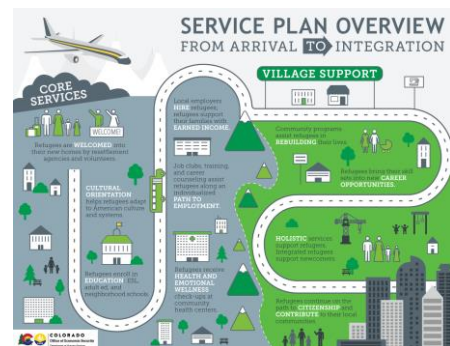 SERVICE PLAN OVERVIEW
FROM ARRIVAL TO INTEGRATION
CORE
SERVICES
WELCOME!
Refugees are WELCOMED into
their new homes by resettlement
agencies and volunteers.
CULTURAL
ORIENTATION
helps refugees adapt
to American culture
and systems
Refugees enroll in
EDUCATION: ESL,
adult ed, and
neighborhood schools.
Local employers
HIRE refugees,
refugees support
their families with
EARNED INCOME.
Job clubs, training,
and career
counseling assist
refugees along an
individualized
PATH TO
EMPLOYMENT.
Refugees receive
HEALTH AND
EMOTIONAL
WELLNESS
check-ups at
community
health centers.
VILLAGE SUPPORT
Community programs
assist refugees in
REBUILDING their lives.
Refugees bring their skill
sets into new CAREER
OPPORTUNITIES.
HOLISTIC services
support refugees.
Integrated refugees
support newcomers.
Refugees continue on the
path to CITIZENSHIP and
CONTRIBUTE to their local
communities.
COLORADO
Office of Economic Security